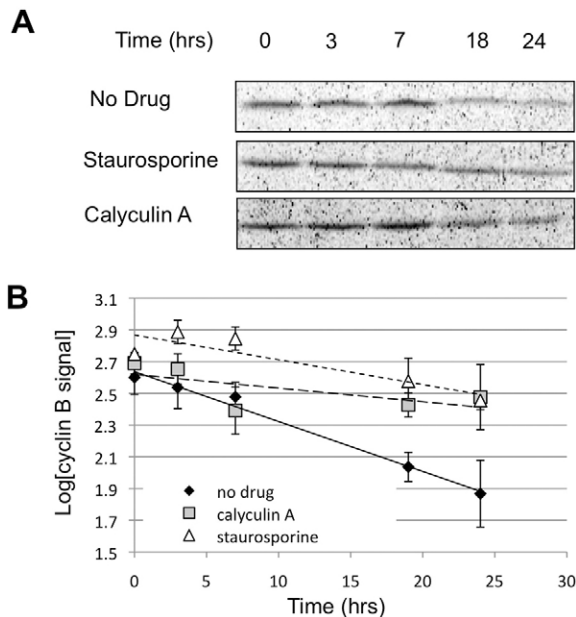 A
Time (hrs) 0 3 7 18 24
No Drug
Staurosporine
Calyculin A
B
Log[cyclin B signal]
3.1
2.9
2.7
2.5
2.3
2.1
1.9
1.7
1.5
no drug
calyculin A
staurosporine
0 5 10 15 20 25 30
Time (hrs)